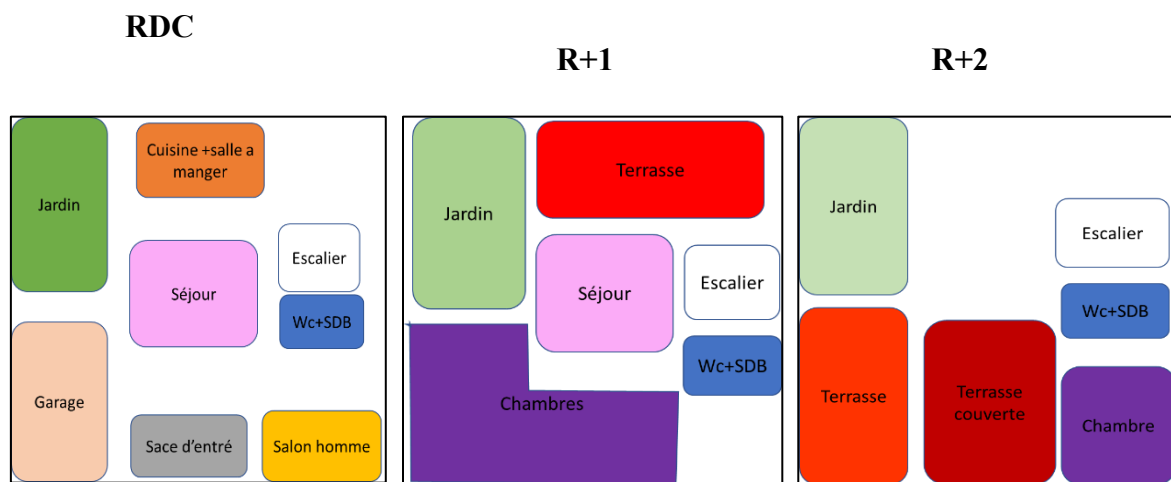 RDC
Jardin
Cuisine +salle a
manger
Escalier
Séjour
Wc+SDB
Garage
Sace d'entré
Salon homme
R+1
Terrasse
Jardin
Séjour
Escalier
Wc+SDB
Chambres
R+2
Jardin
Escalier
Wc+SDB
Terrasse
Terrasse
couverte
Chambre